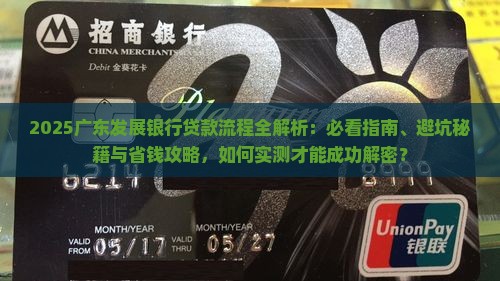 招商银行
CHINA MERCHANTS BANK
Debit 金葵花卡
2025广东发展银行贷款流程全解析：必看指南、避坑秘
籍与省钱攻略，如何实测才能成功解密？
MONTH/YEAR MONTH/YEAR
VALID FROM 05/17 VALID THRU 05/27
UnionPay
银联